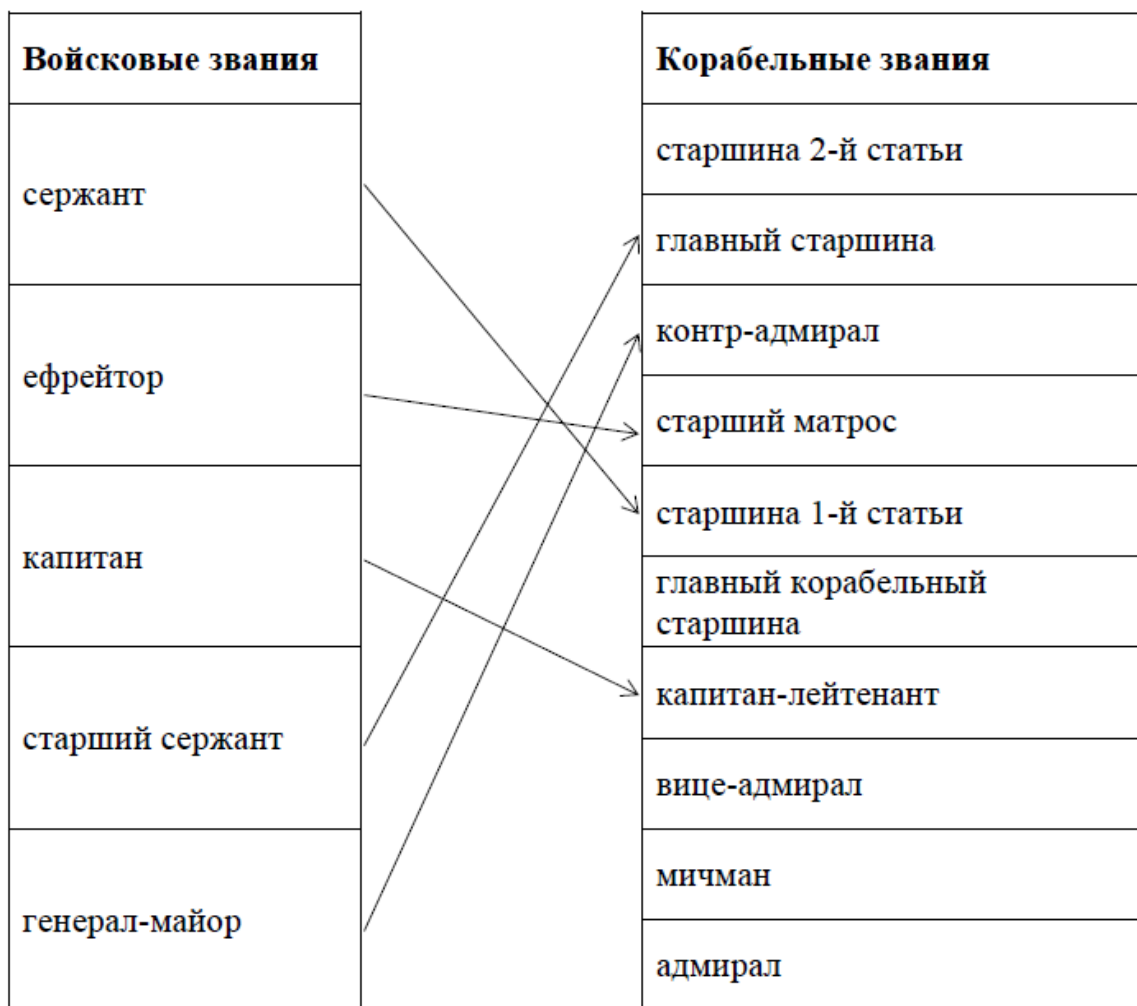 Войсковые звания
сержант
ефрейтор
капитан
старший сержант
генерал-майор
Корабельные звания
старшина 2-й статьи
главный старшина
контр-адмирал
старший матрос
старшина 1-й статьи
главный корабельный
старшина
капитан-лейтенант
вице-адмирал
мичман
адмирал